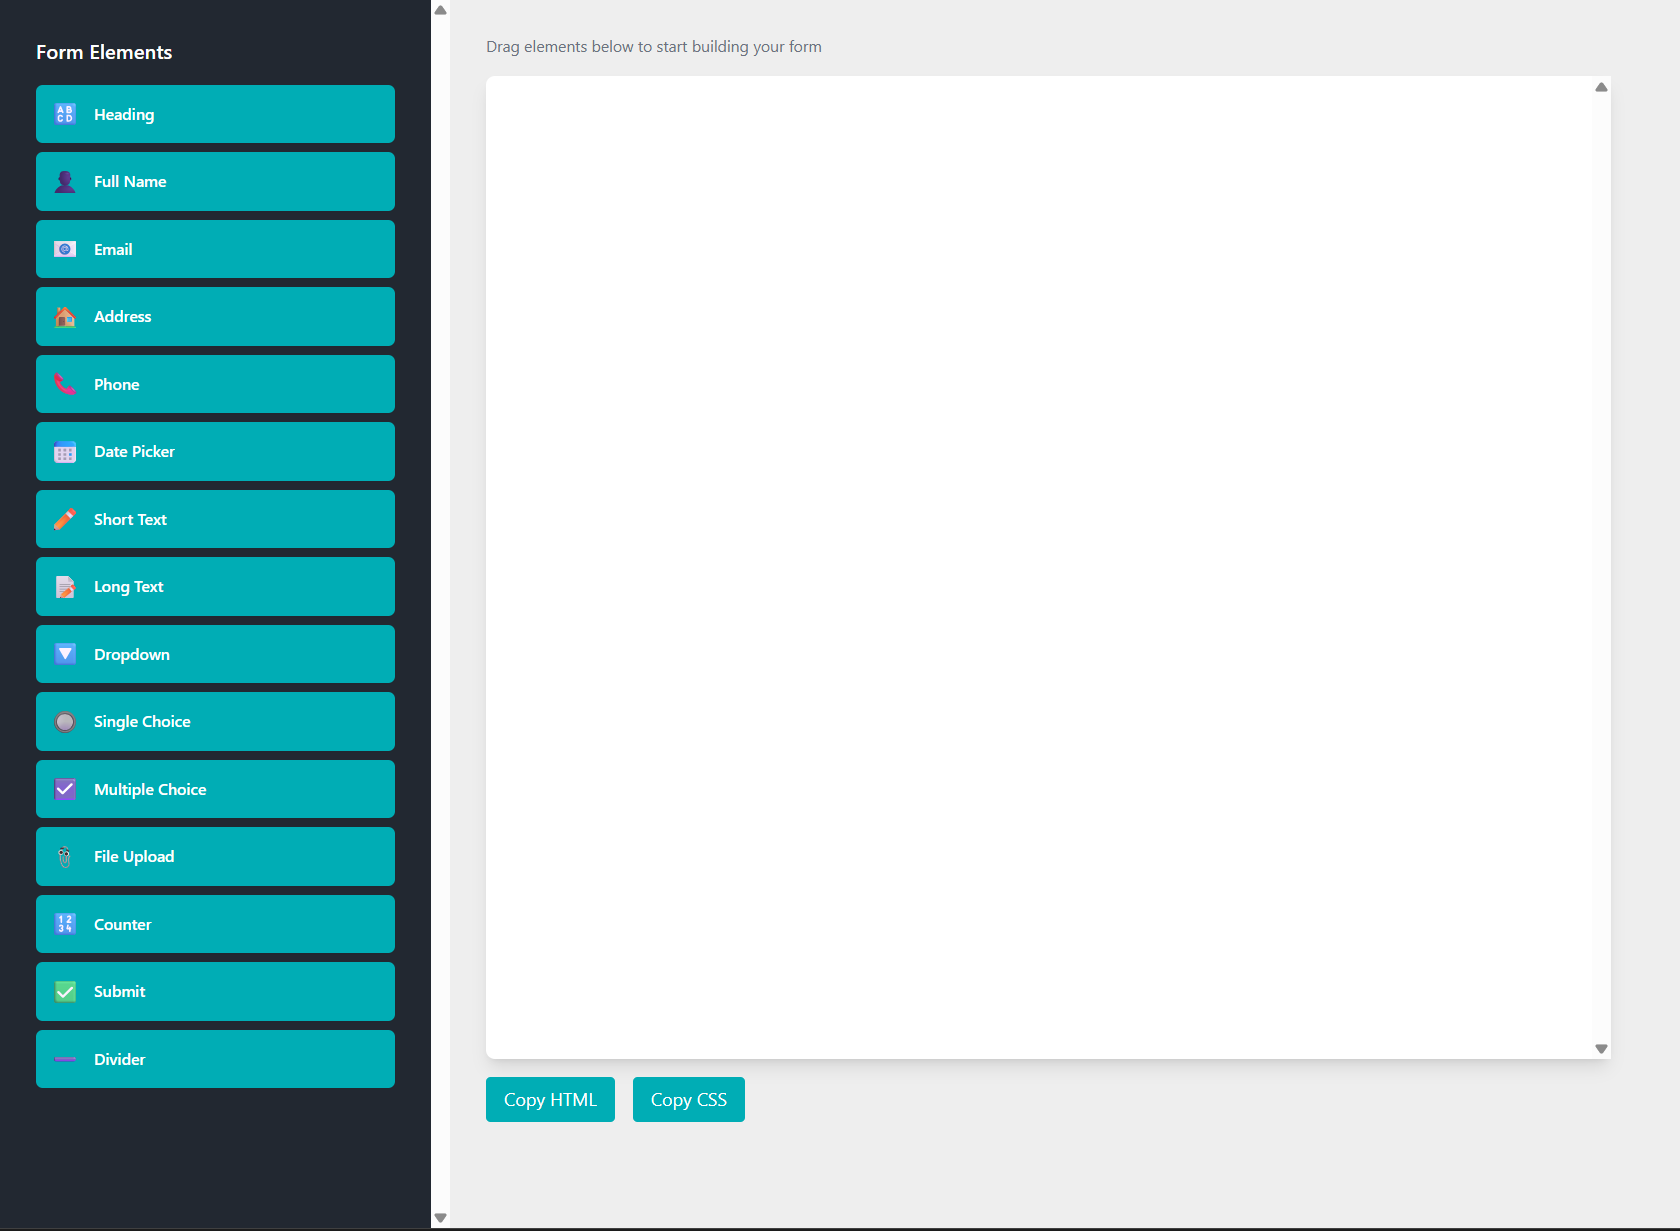 Form Elements
Heading
Full Name
Email
Address
Phone
Date Picker
Short Text
Long Text
Dropdown
Single Choice
Multiple Choice
File Upload
Counter
Submit
Divider
Drag elements below to start building your form
Copy HTML
Copy CSS